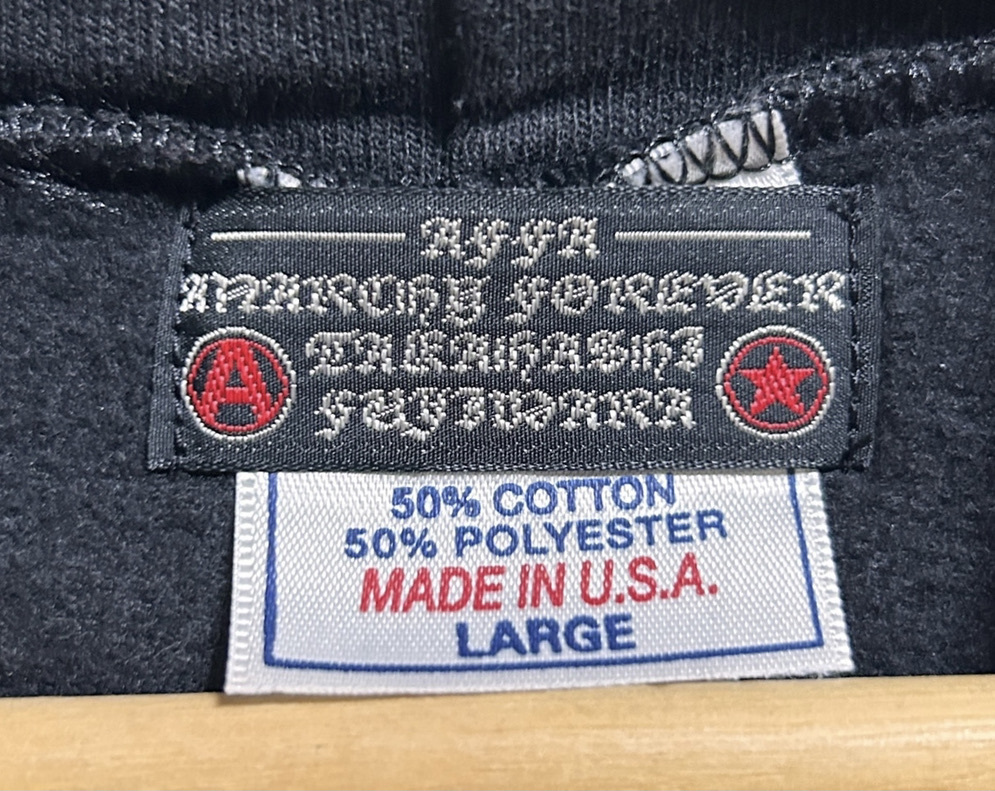 AFFA
ANARCHY FOREVER
TAKAHASHI
FUJIWARA
A
50% COTTON
50% POLYESTER
MADE IN U.S.A.
LARGE